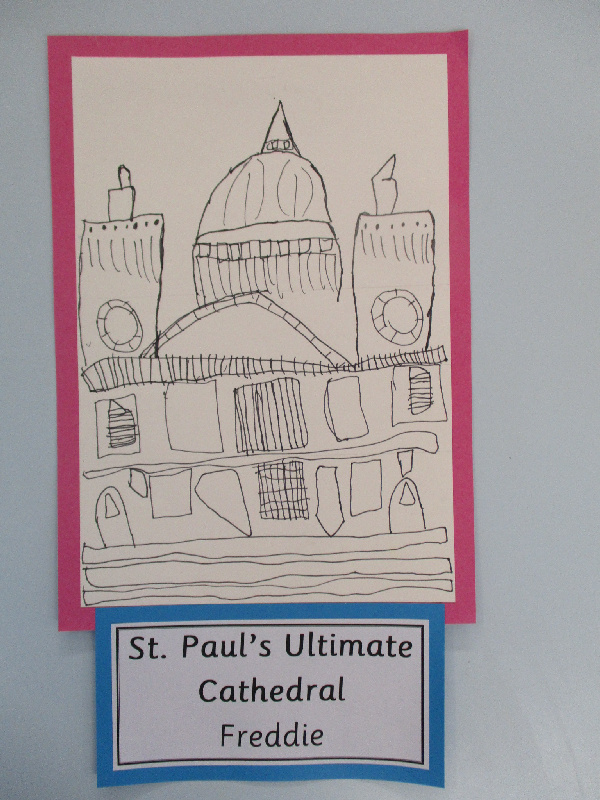 St. Paul's Ultimate
Cathedral
Freddie